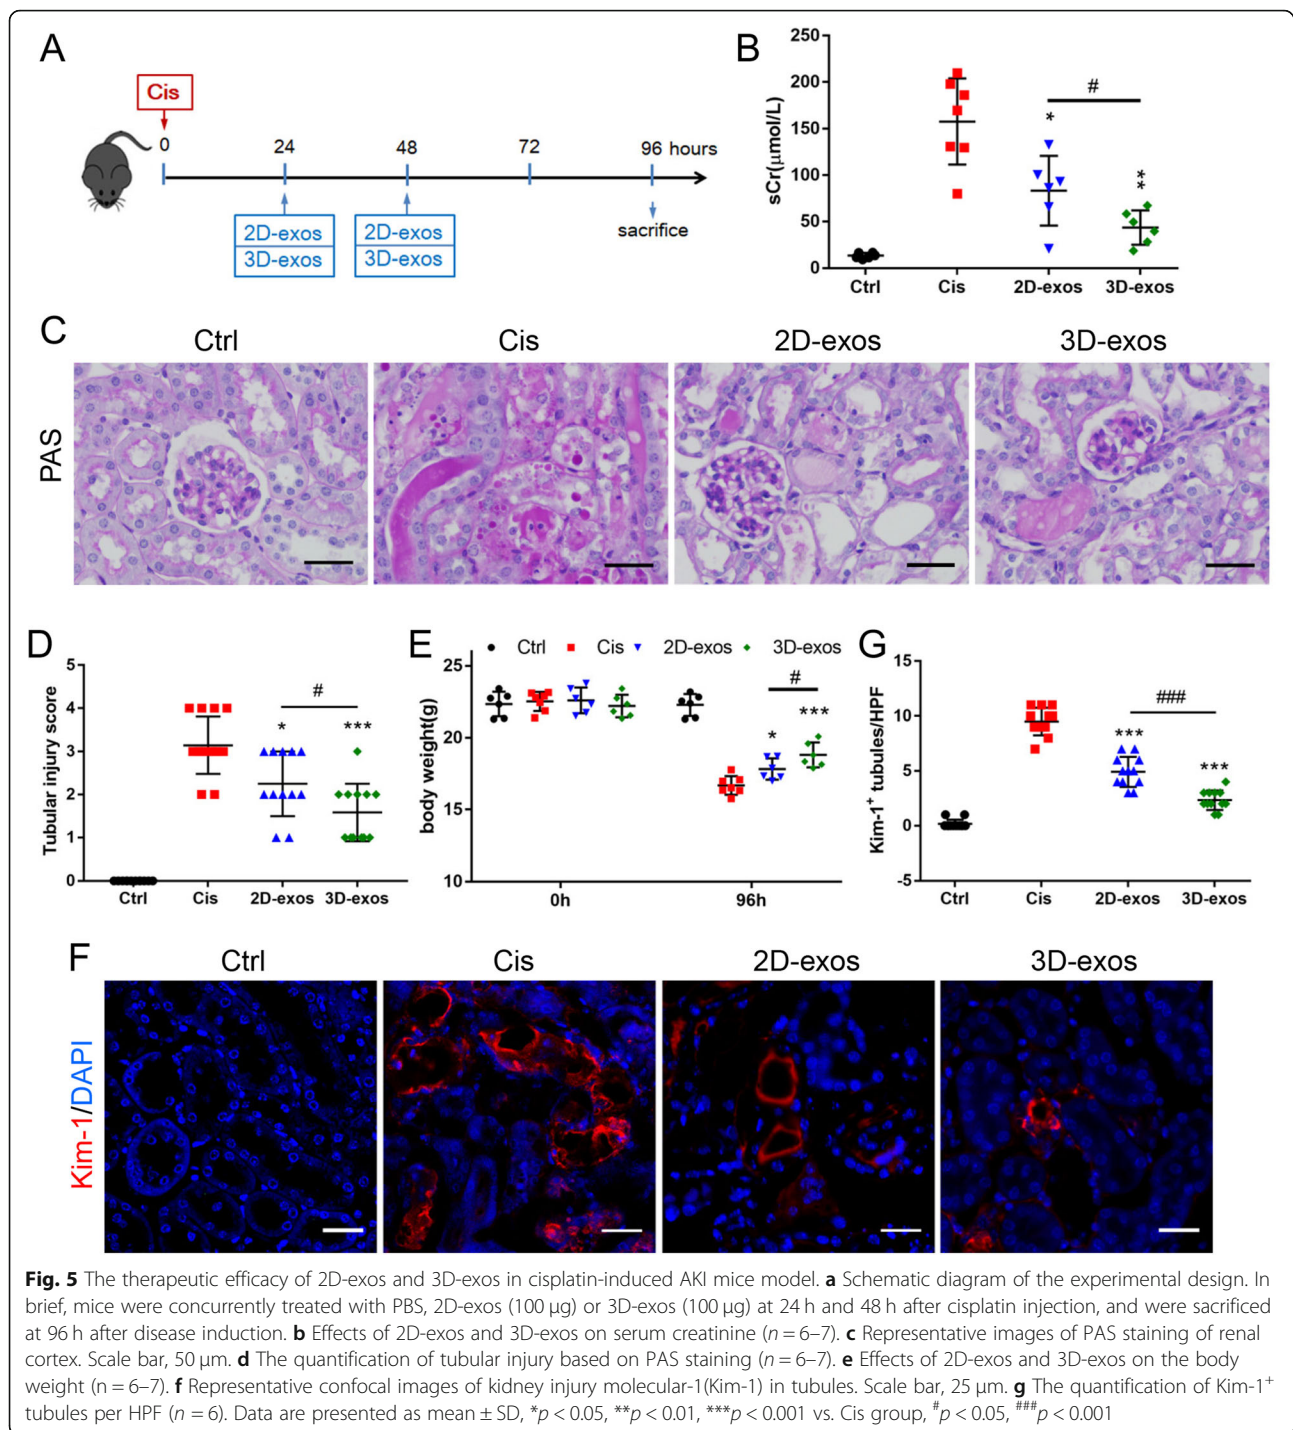 A
Cis
0 24 48 72 96 hours
2D-exos 2D-exos
3D-exos 3D-exos
sacrifice
B
sCr(μmol/L)
250
200
150
100
50
0
#
*
**
Ctrl Cis 2D-exos 3D-exos
C
Ctrl Cis 2D-exos 3D-exos
PAS
D
Tubular injury score
5
4
3
2
1
0
#
* ***
Ctrl Cis 2D-exos 3D-exos
E
Ctrl Cis 2D-exos 3D-exos
body weight(g)
25
20
15
10
#
* ***
0h 96h
G
Kim-1+ tubules/HPF
15
10
5
0
-5
###
*** ***
Ctrl Cis 2D-exos 3D-exos
F
Ctrl Cis 2D-exos 3D-exos
Kim-1/DAPI
Fig. 5 The therapeutic efficacy of 2D-exos and 3D-exos in cisplatin-induced AKI mice model. a Schematic diagram of the experimental design. In
brief, mice were concurrently treated with PBS, 2D-exos (100 μg) or 3D-exos (100 μg) at 24 h and 48 h after cisplatin injection, and were sacrificed
at 96 h after disease induction. b Effects of 2D-exos and 3D-exos on serum creatinine (n = 6–7). c Representative images of PAS staining of renal
cortex. Scale bar, 50 μm. d The quantification of tubular injury based on PAS staining (n = 6–7). e Effects of 2D-exos and 3D-exos on the body
weight (n = 6–7). f Representative confocal images of kidney injury molecular-1(Kim-1) in tubules. Scale bar, 25 μm. g The quantification of Kim-1+
tubules per HPF (n = 6). Data are presented as mean ± SD, *p < 0.05, **p < 0.01, ***p < 0.001 vs. Cis group, #p < 0.05, ###p < 0.001